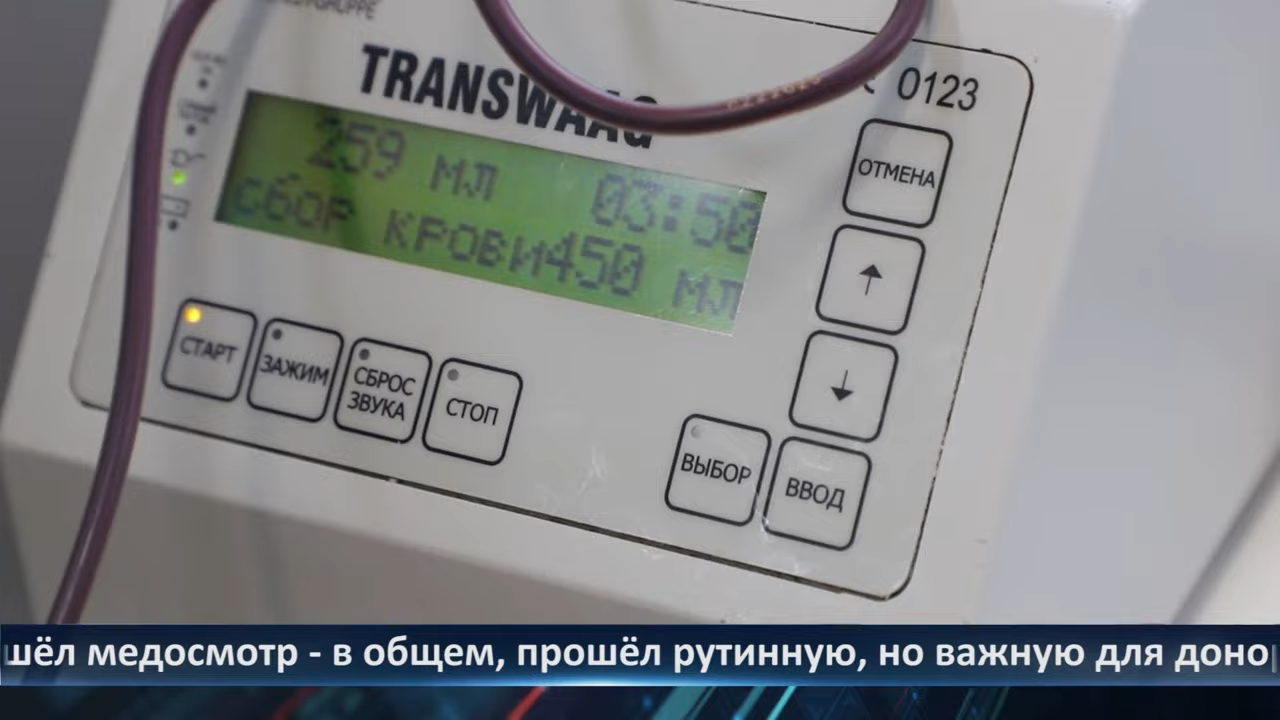 TRANSWAAG
0123
259 мл 03:50
сбор крови450 мл
ОТМЕНА
СТАРТ
ЗАЖИМ
СБРОС
ЗВУКА
СТОП
ВЫБОР
ВВОД
шёл медосмотр - в общем, прошёл рутинную, но важную для доно